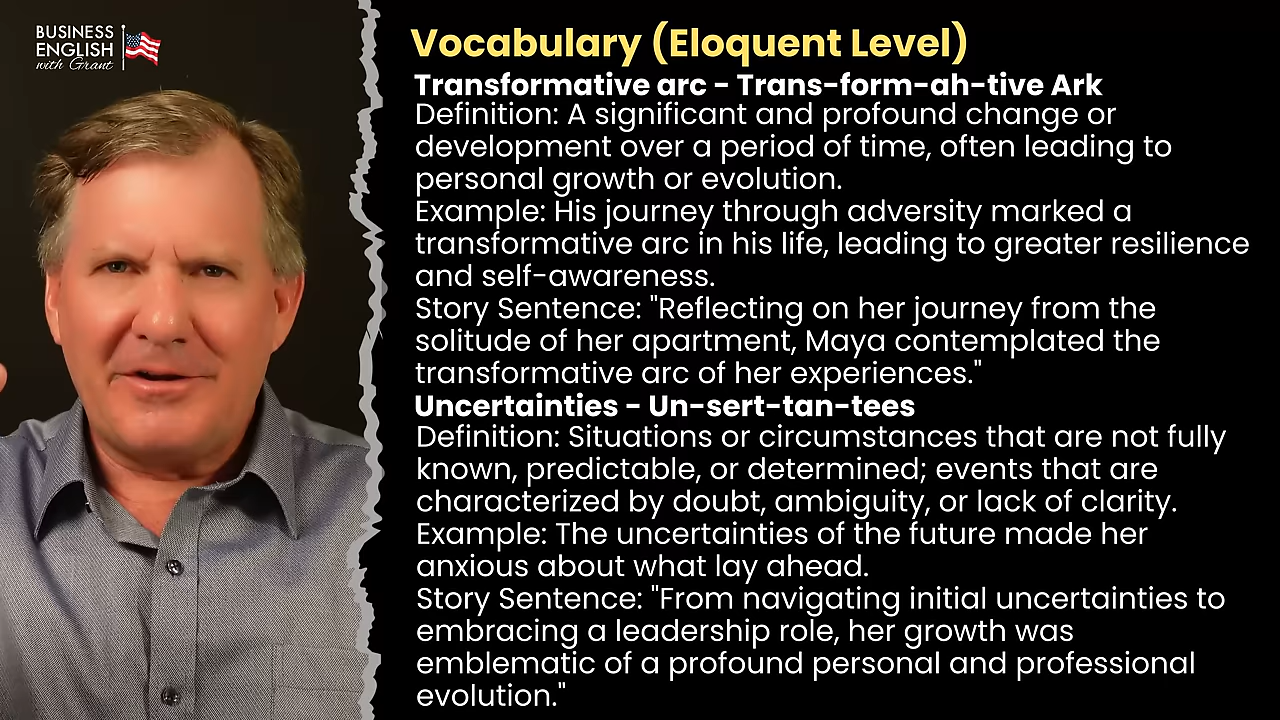 BUSINESS
ENGLISH
with Grant
Vocabulary (Eloquent Level)
Transformative arc - Trans-form-ah-tive Ark
Definition: A significant and profound change or
development over a period of time, often leading to
personal growth or evolution.
Example: His journey through adversity marked a
transformative arc in his life, leading to greater resilience
and self-awareness.
Story Sentence: "Reflecting on her journey from the
solitude of her apartment, Maya contemplated the
transformative arc of her experiences."
Uncertainties - Un-sert-tan-tees
Definition: Situations or circumstances that are not fully
known, predictable, or determined; events that are
characterized by doubt, ambiguity, or lack of clarity.
Example: The uncertainties of the future made her
anxious about what lay ahead.
Story Sentence: "From navigating initial uncertainties to
embracing a leadership role, her growth was
emblematic of a profound personal and professional
evolution."